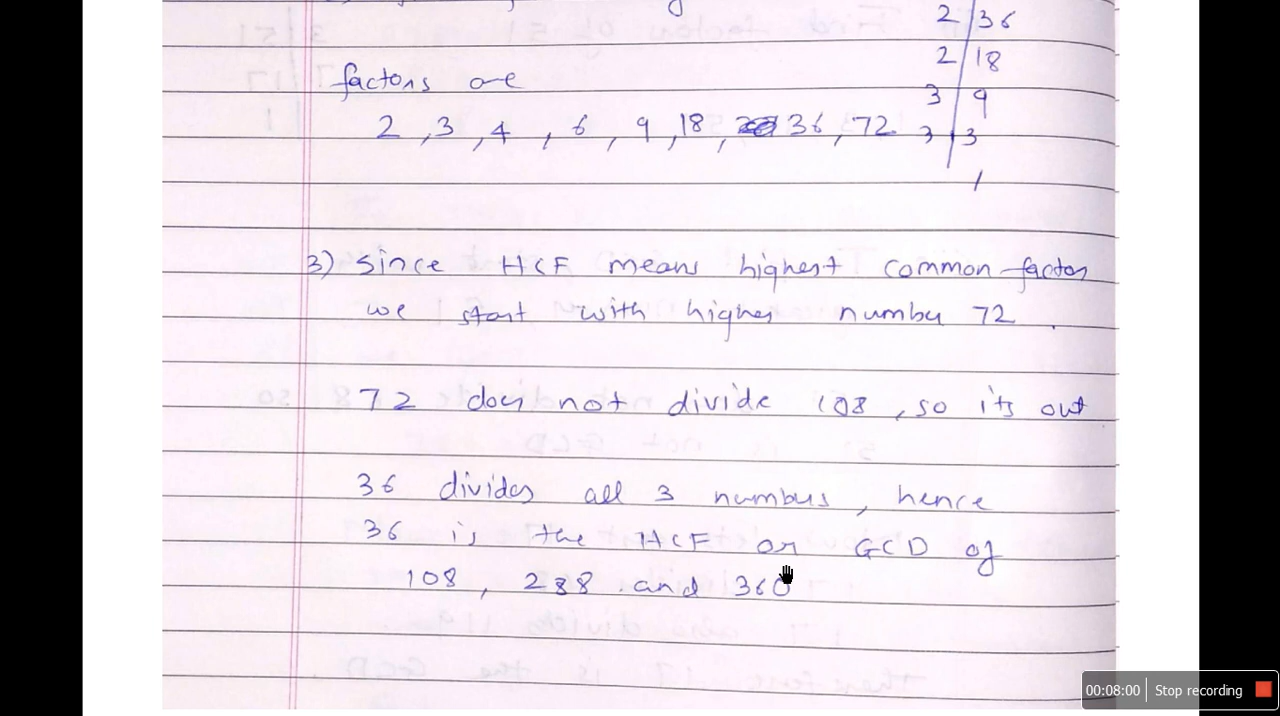 2 | 36
2 | 18
factors are
3 | 9
2, 3, 4, 6, 9, 18, 36, 72
3 | 3
1
3) Since HCF means highest common factor
we start with higher number 72.
72 does not divide 108, so its out
36 divides all 3 numbers, hence
36 is the HCF or GCD of
108, 288 and 360
00:08:00 Stop recording